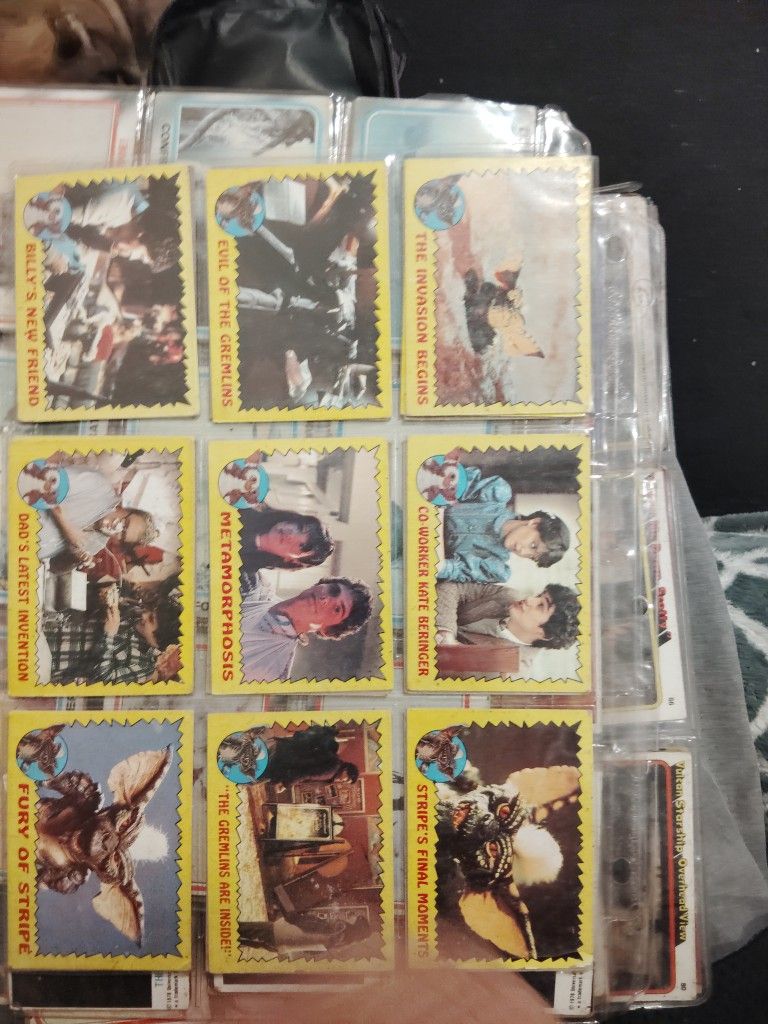 BILLY'S NEW FRIEND
EVIL OF THE GREMLINS
THE INVASION BEGINS
DAD'S LATEST INVENTION
METAMORPHOSIS
CO-WORKER KATE BERINGER
FURY OF STRIPE
"THE GREMLINS ARE INSIDE!"
STRIPE'S FINAL MOMENTS
Vulcan Starship, Overhead View
80